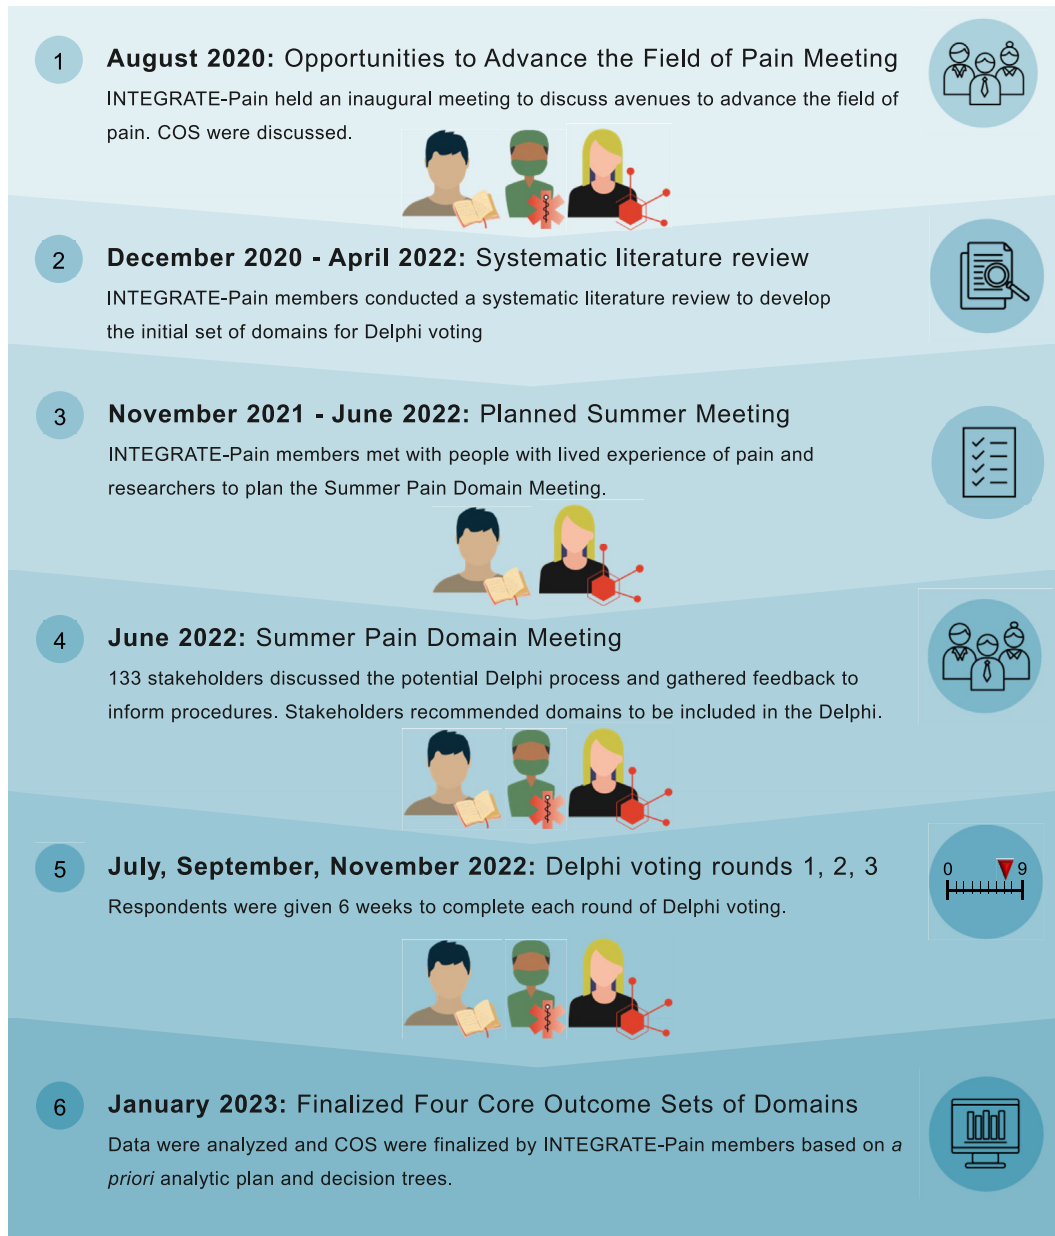 1
August 2020: Opportunities to Advance the Field of Pain Meeting
INTEGRATE-Pain held an inaugural meeting to discuss avenues to advance the field of
pain. COS were discussed.
2
December 2020 - April 2022: Systematic literature review
INTEGRATE-Pain members conducted a systematic literature review to develop
the initial set of domains for Delphi voting
3
November 2021 - June 2022: Planned Summer Meeting
INTEGRATE-Pain members met with people with lived experience of pain and
researchers to plan the Summer Pain Domain Meeting.
4
June 2022: Summer Pain Domain Meeting
133 stakeholders discussed the potential Delphi process and gathered feedback to
inform procedures. Stakeholders recommended domains to be included in the Delphi.
5
July, September, November 2022: Delphi voting rounds 1, 2, 3
Respondents were given 6 weeks to complete each round of Delphi voting.
0 9
6
January 2023: Finalized Four Core Outcome Sets of Domains
Data were analyzed and COS were finalized by INTEGRATE-Pain members based on a
priori analytic plan and decision trees.